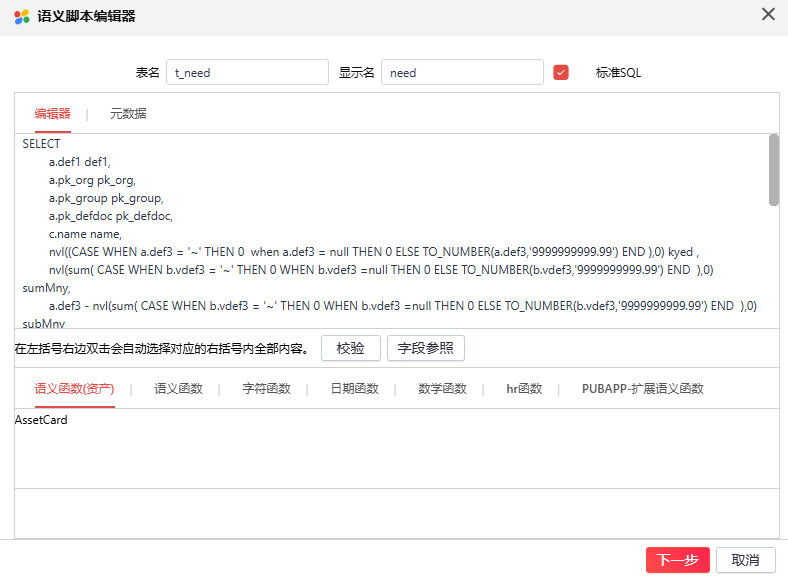 语义脚本编辑器
表名 t_need 显示名 need 标准SQL
编辑器 | 元数据
SELECT
a.def1 def1,
a.pk_org pk_org,
a.pk_group pk_group,
a.pk_defdoc pk_defdoc,
c.name name,
nvl((CASE WHEN a.def3 = '~' THEN 0  when a.def3 = null THEN 0 ELSE TO_NUMBER(a.def3,'9999999999.99') END ),0) kyed ,
nvl(sum( CASE WHEN b.vdef3 = '~' THEN 0 WHEN b.vdef3 =null THEN 0 ELSE TO_NUMBER(b.vdef3,'9999999999.99') END  ),0)
sumMny,
a.def3 - nvl(sum( CASE WHEN b.vdef3 = '~' THEN 0 WHEN b.vdef3 =null THEN 0 ELSE TO_NUMBER(b.vdef3,'9999999999.99') END  ),0)
subMny
在左括号右边双击会自动选择对应的右括号内全部内容。 校验 字段参照
语义函数(资产) | 语义函数 | 字符函数 | 日期函数 | 数学函数 | hr函数 | PUBAPP-扩展语义函数
AssetCard
下一步 取消